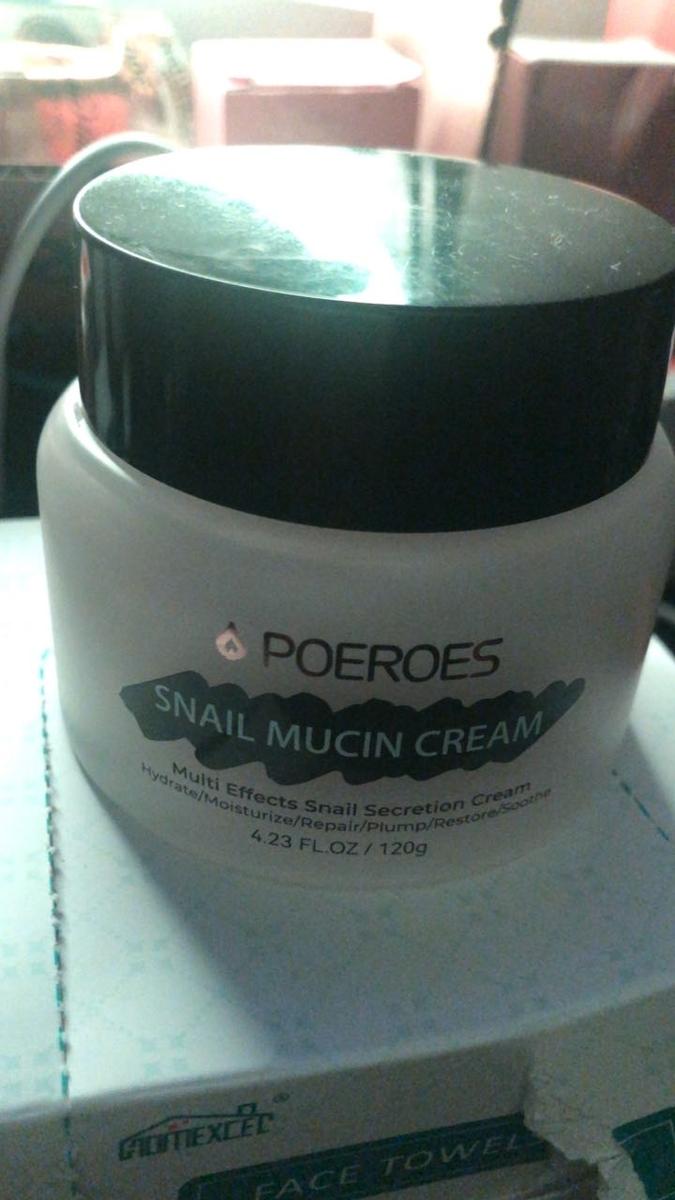 POEROES
SNAIL MUCIN CREAM
Multi Effects Snail Secretion Cream
Hydrate/Moisturize/Repair/Plump/Restore/Soothe
4.23 FL.OZ / 120g
HOMEXCEL®
FACE TOWEL